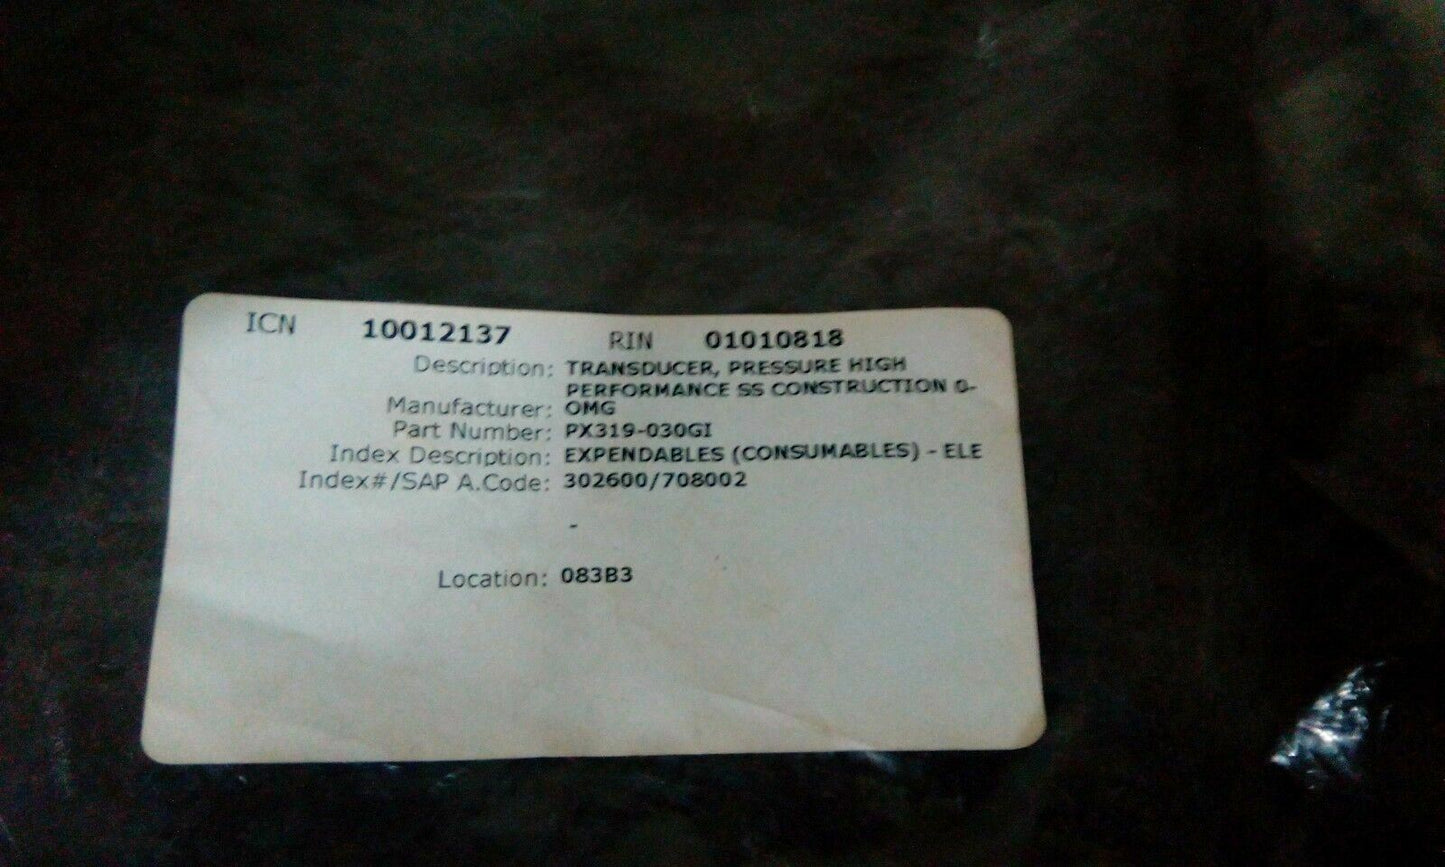 ICN 10012137 RIN 01010818
Description: TRANSDUCER, PRESSURE HIGH
PERFORMANCE SS CONSTRUCTION 0-
Manufacturer: OMG
Part Number: PX319-030GI
Index Description: EXPENDABLES (CONSUMABLES) - ELE
Index#/SAP A.Code: 302600/708002
-
Location: 083B3